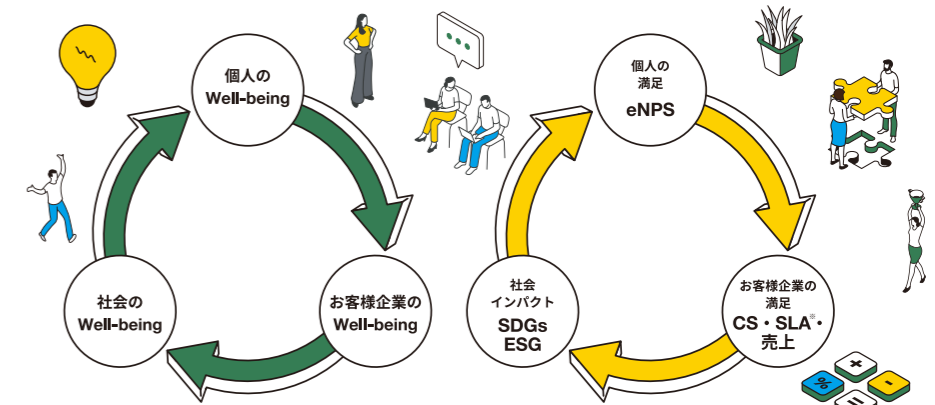 個人の
Well-being
お客様企業の
Well-being
社会の
Well-being
個人の
満足
eNPS
お客様企業の
満足
CS・SLA※・
売上
社会
インパクト
SDGs
ESG
%
+
-
=